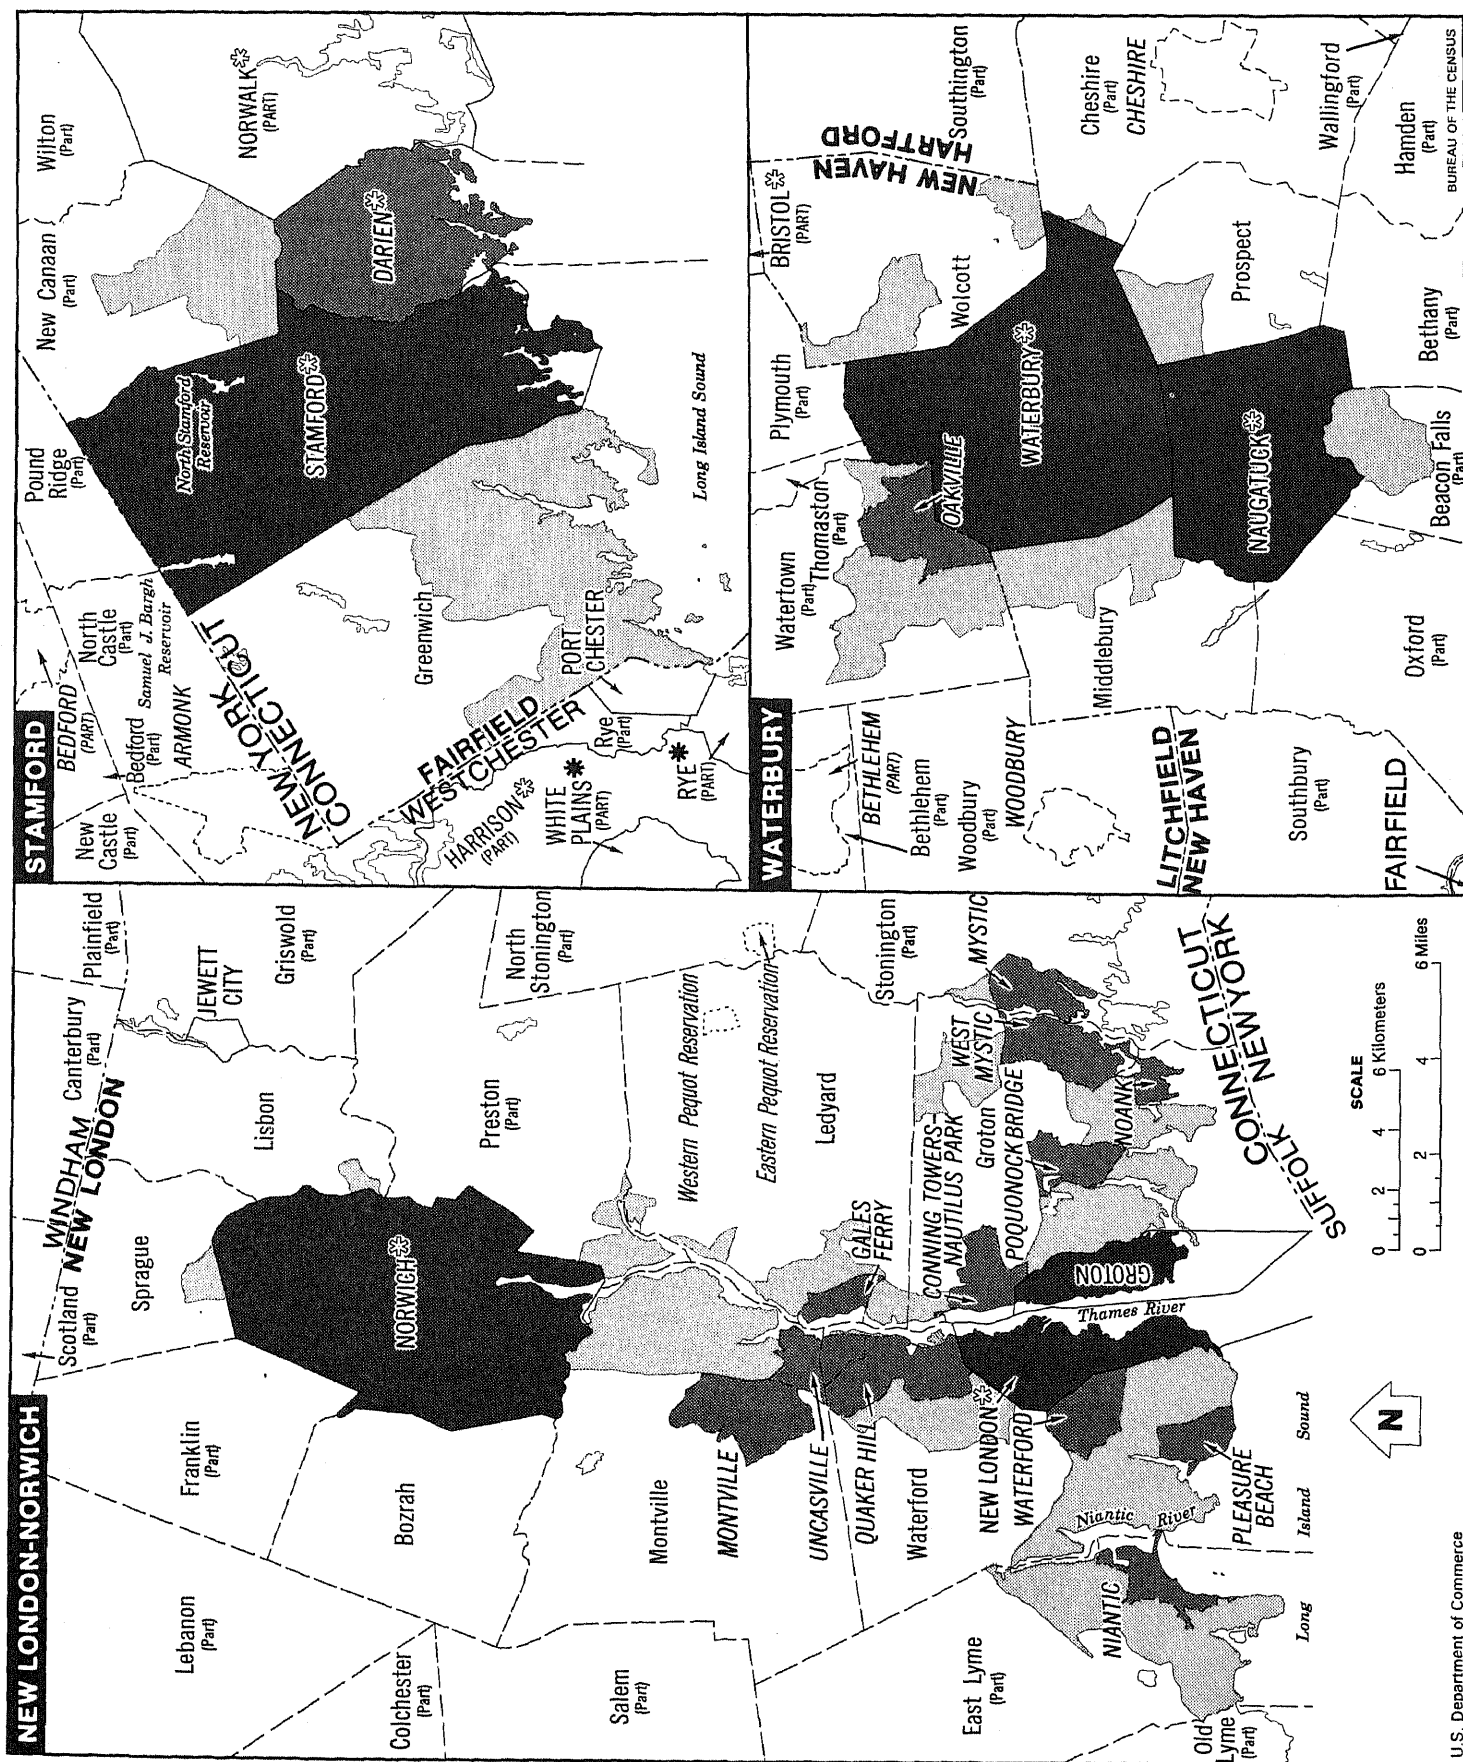 NEW LONDON-NORWICH
Scotland
(Part)
WINDHAM
NEW LONDON
Canterbury
(Part)
Plainfield
(Part)
Franklin
(Part)
Sprague
Lisbon
JEWETT
CITY
Griswold
(Part)
Lebanon
(Part)
Bozrah
NORWICH
Preston
(Part)
North
Stonington
(Part)
Colchester
(Part)
Salem
(Part)
Montville
MONTVILLE
UNCASVILLE
QUAKER HILL
Western Pequot Reservation
Eastern Pequot Reservation
Ledyard
GALES
FERRY
Stonington
(Part)
Waterford
CONNING TOWERS-
NAUTILUS PARK
Groton
WEST
MYSTIC
MYSTIC
POQUONOCK BRIDGE
NOANK
East Lyme
(Part)
NEW LONDON
WATERFORD
GROTON
Thames River
Niantic River
NIANTIC
PLEASURE
BEACH
Old
Lyme
(Part)
Long Island Sound
SUFFOLK
CONNECTICUT
NEW YORK
SCALE
0 2 4 6 Kilometers
0 2 4 6 Miles
N
U.S. Department of Commerce
STAMFORD
BEDFORD
(PART)
New
Castle
(Part)
Bedford
(Part)
North
Castle
(Part)
ARMONK
Samuel J. Bargh
Reservoir
Pound
Ridge
(Part)
New Canaan
(Part)
Wilton
(Part)
North Stamford
Reservoir
NORWALK
(PART)
NEW YORK
CONNECTICUT
STAMFORD
DARIEN
Greenwich
FAIRFIELD
WESTCHESTER
HARRISON
(PART)
WHITE
PLAINS
(PART)
PORT
CHESTER
Rye
(Part)
RYE
(PART)
Long Island Sound
WATERBURY
BRISTOL
(PART)
Plymouth
(Part)
Thomaston
(Part)
Watertown
(Part)
NEW HAVEN
HARTFORD
Southington
(Part)
BETHLEHEM
(PART)
Bethlehem
(Part)
Wolcott
OAKVILLE
Woodbury
(Part)
WOODBURY
WATERBURY
Cheshire
(Part)
CHESHIRE
Middlebury
LITCHFIELD
NEW HAVEN
Prospect
NAUGATUCK
Southbury
(Part)
Wallingford
(Part)
Oxford
(Part)
Beacon Falls
(Part)
Bethany
(Part)
Hamden
(Part)
FAIRFIELD
BUREAU OF THE CENSUS